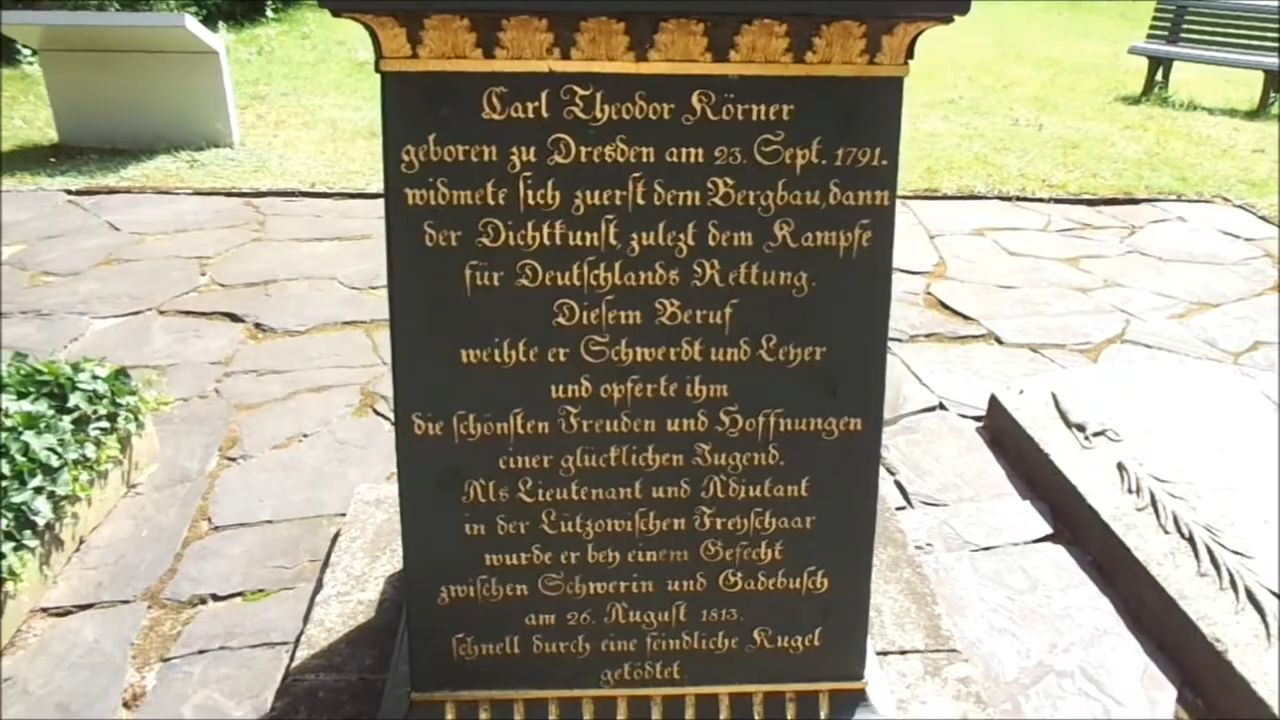 Carl Theodor Körner
geboren zu Dresden am 23. Sept. 1791.
widmete sich zuerst dem Bergbau, dann
der Dichtkunst, zulezt dem Kampfe
für Deutschlands Rettung.
Diesem Beruf
weihte er Schwerdt und Leyer
und opferte ihm
die schönsten Freuden und Hoffnungen
einer glücklichen Jugend.
Als Lieutenant und Adjutant
in der Lützowischen Freyschaar
wurde er bey einem Gefecht
zwischen Schwerin und Gadebusch
am 26. August 1813.
schnell durch eine feindliche Kugel
getödtet.